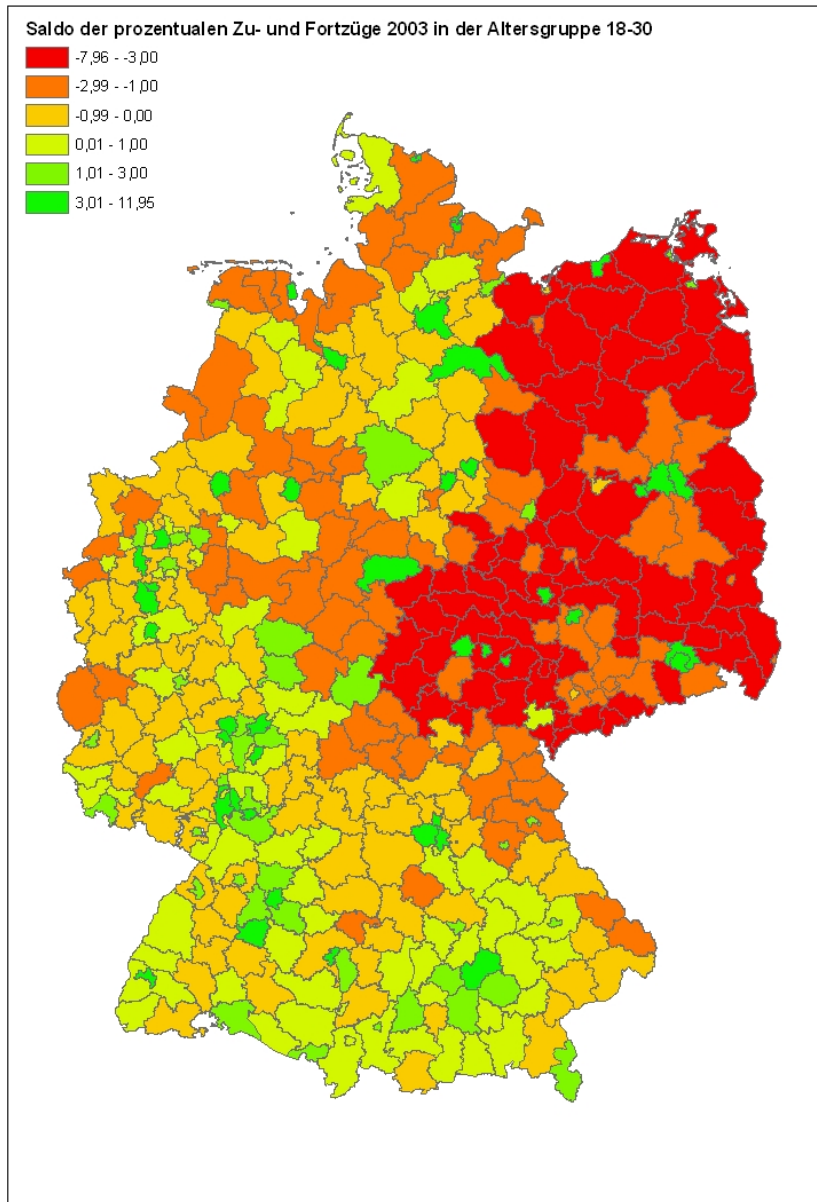 Saldo der prozentualen Zu- und Fortzüge 2003 in der Altersgruppe 18-30
-7,96 - -3,00
-2,99 - -1,00
-0,99 - 0,00
0,01 - 1,00
1,01 - 3,00
3,01 - 11,95